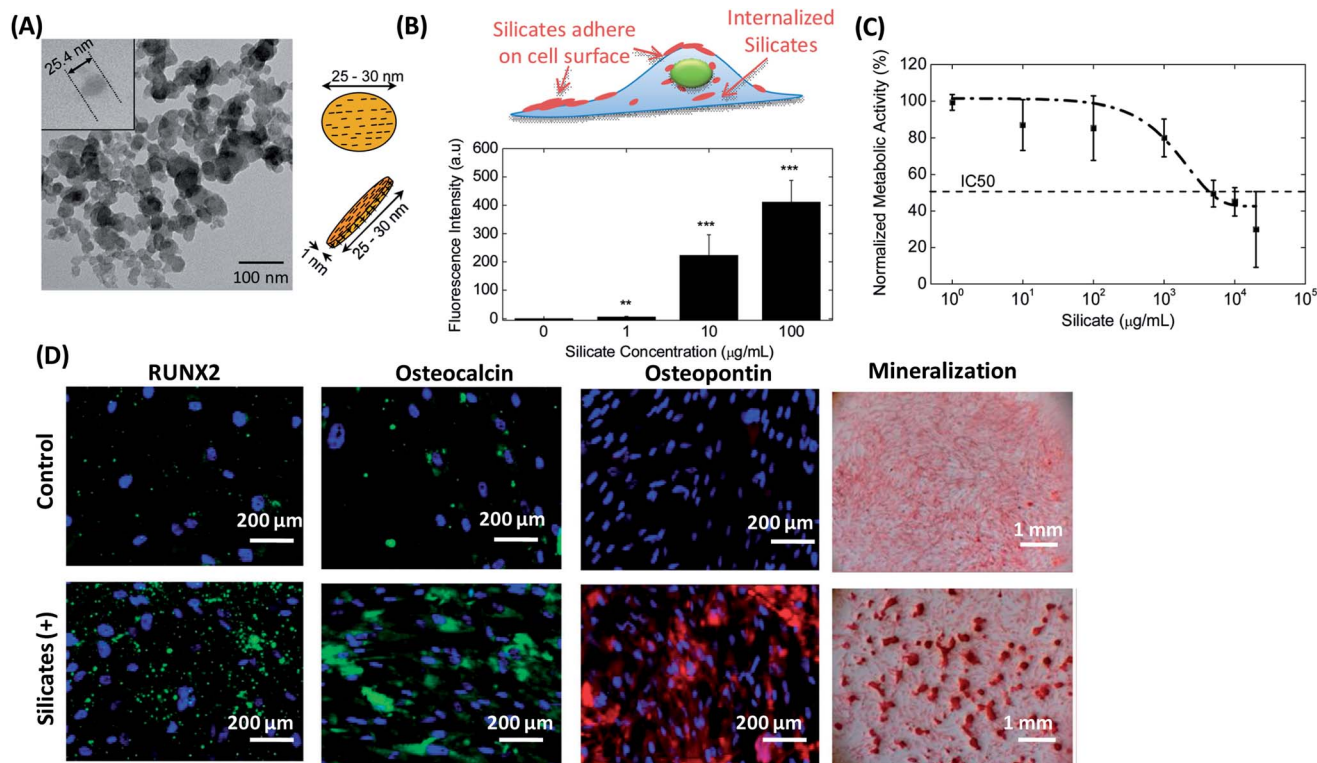 (A)
25.4 nm
100 nm
25 - 30 nm
1 nm
25 - 30 nm
(B)
Silicates adhere
on cell surface
Internalized
Silicates
Fluorescence Intensity (a.u)
600
500
400
300
200
100
0
**
***
***
0 1 10 100
Silicate Concentration (μg/mL)
(C)
Normalized Metabolic Activity (%)
120
100
80
60
40
20
0
IC50
10⁰ 10¹ 10² 10³ 10⁴ 10⁵
Silicate (μg/mL)
(D)
RUNX2 Osteocalcin Osteopontin Mineralization
Control
200 μm 200 μm 200 μm 1 mm
Silicates (+)
200 μm 200 μm 200 μm 1 mm